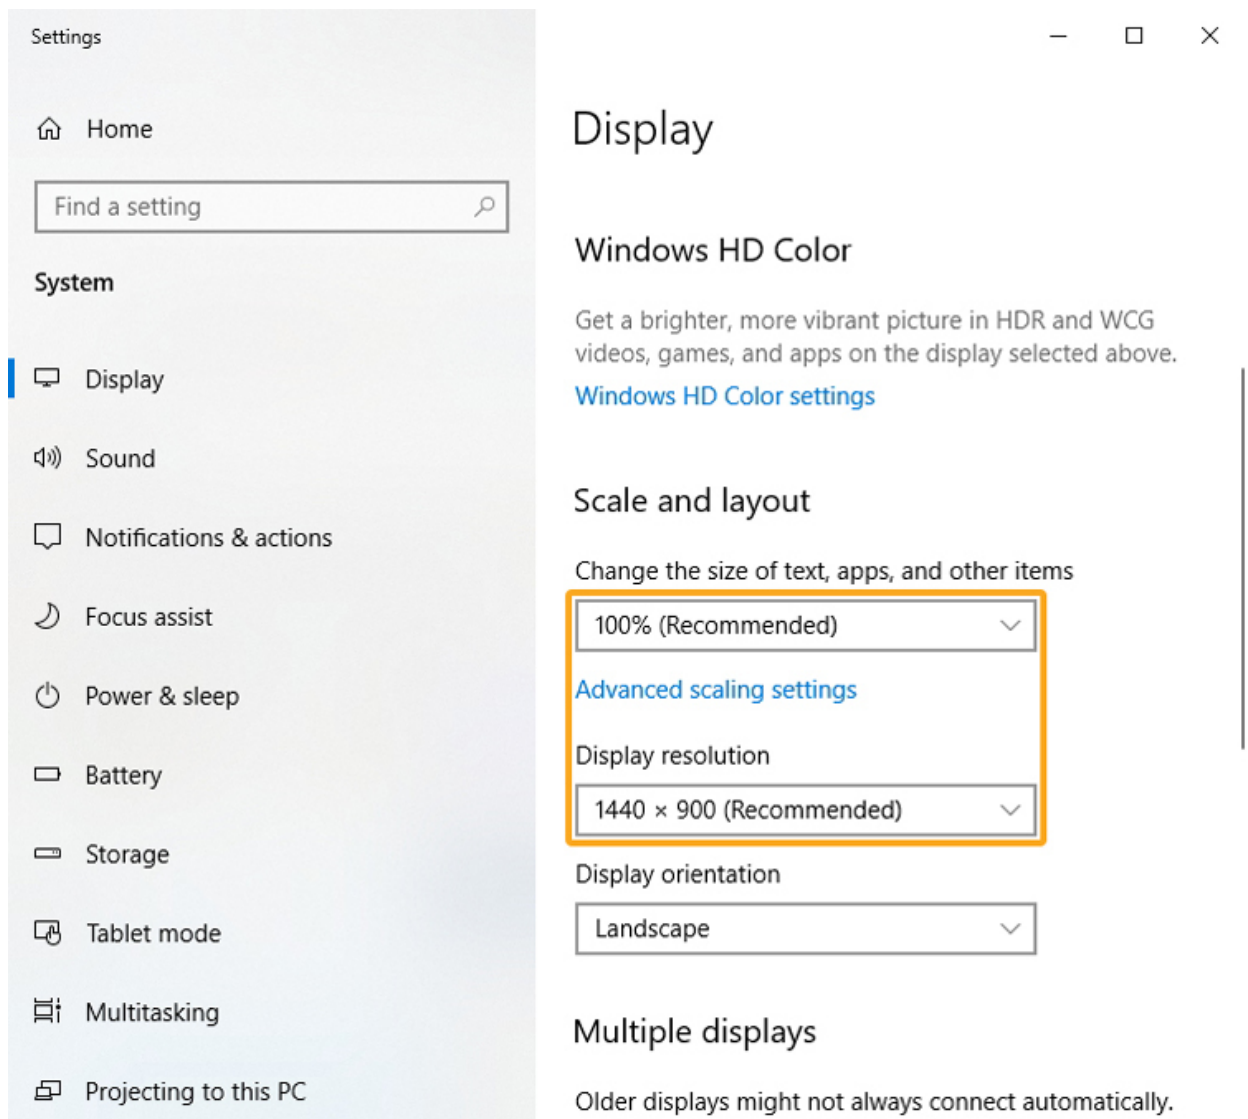 Settings
Home
Find a setting
System
Display
Sound
Notifications & actions
Focus assist
Power & sleep
Battery
Storage
Tablet mode
Multitasking
Projecting to this PC
Display
Windows HD Color
Get a brighter, more vibrant picture in HDR and WCG
videos, games, and apps on the display selected above.
Windows HD Color settings
Scale and layout
Change the size of text, apps, and other items
100% (Recommended)
Advanced scaling settings
Display resolution
1440 × 900 (Recommended)
Display orientation
Landscape
Multiple displays
Older displays might not always connect automatically.